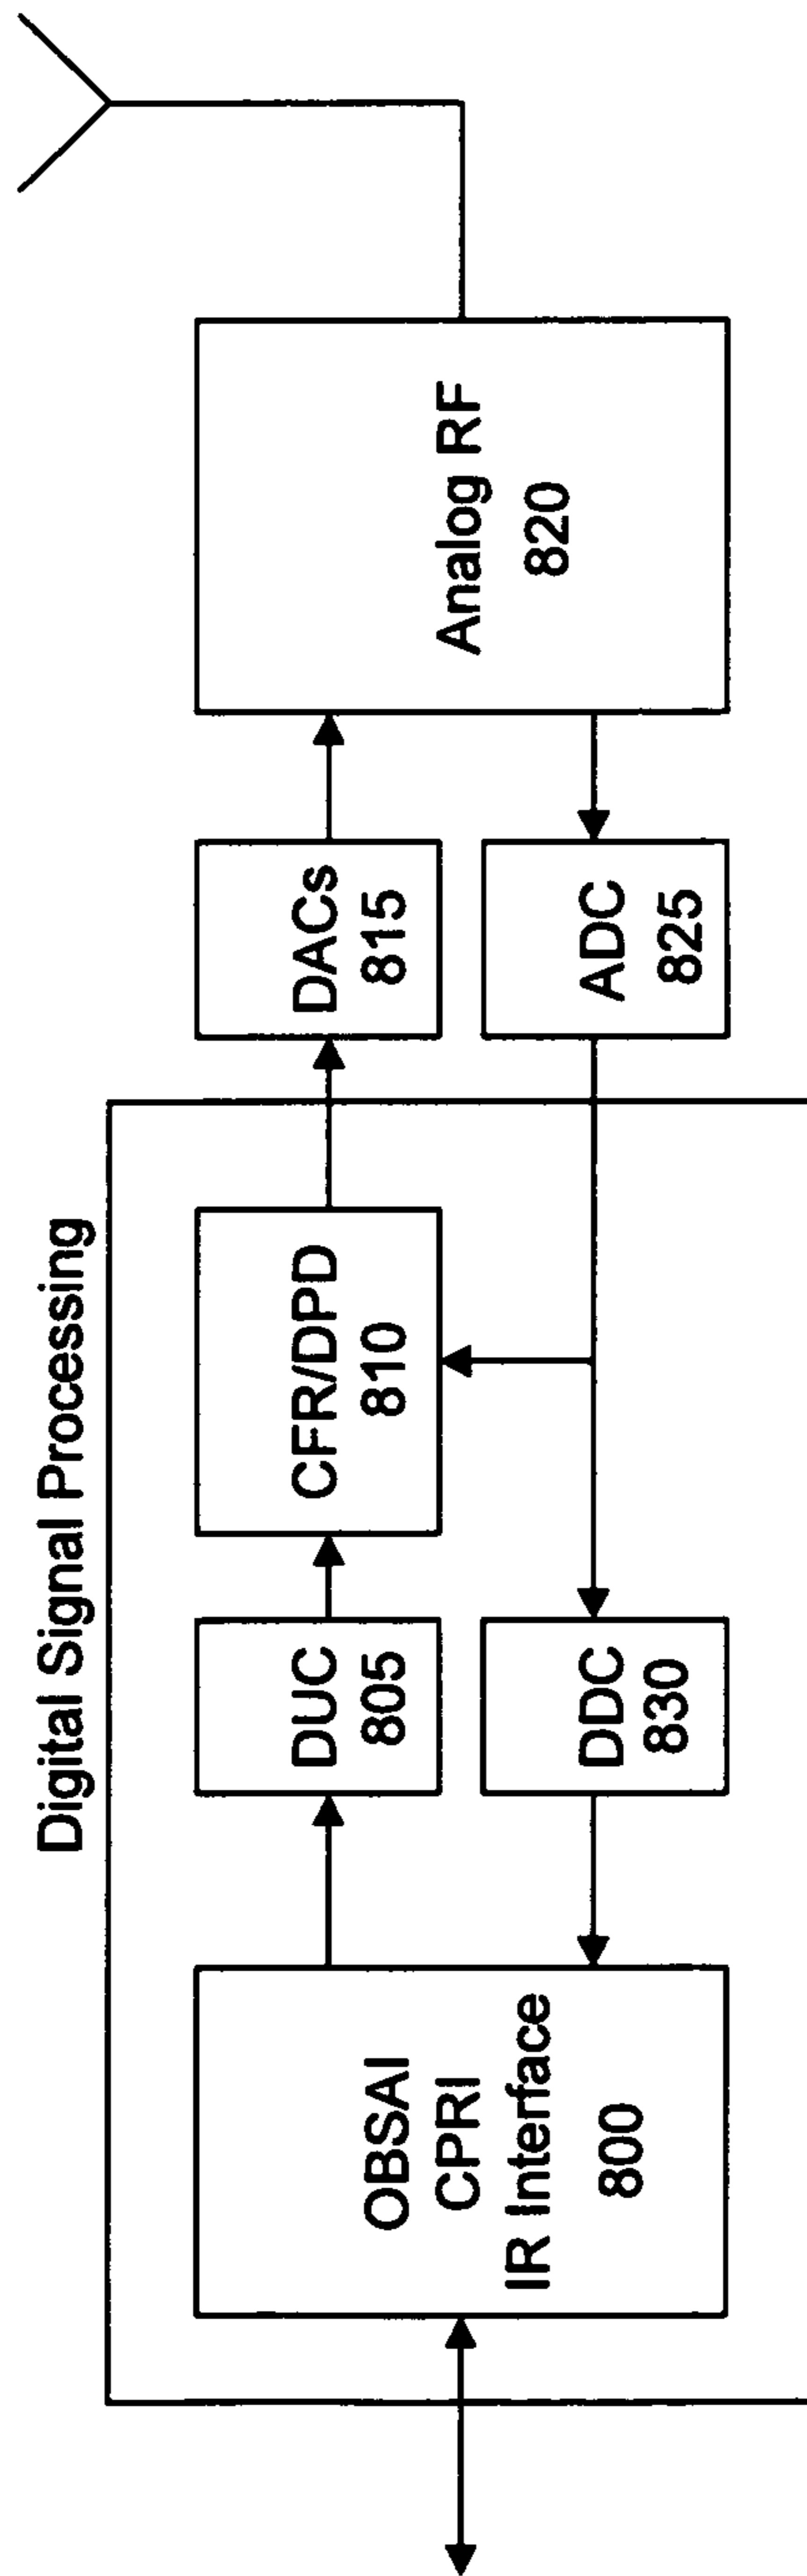 Digital Signal Processing
OBSAI
CPRI
IR Interface
800
DUC
805
CFR/DPD
810
DACs
815
Analog RF
820
DDC
830
ADC
825